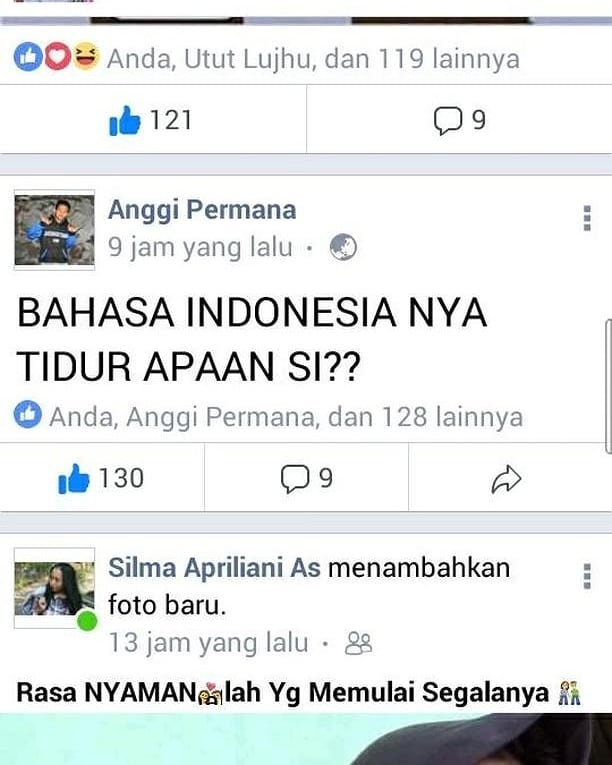 Anda, Utut Lujhu, dan 119 lainnya
121
9
Anggi Permana
9 jam yang lalu ·
BAHASA INDONESIA NYA
TIDUR APAAN SI??
Anda, Anggi Permana, dan 128 lainnya
130
9
Silma Apriliani As menambahkan
foto baru.
13 jam yang lalu ·
Rasa NYAMAN💏lah Yg Memulai Segalanya 👫